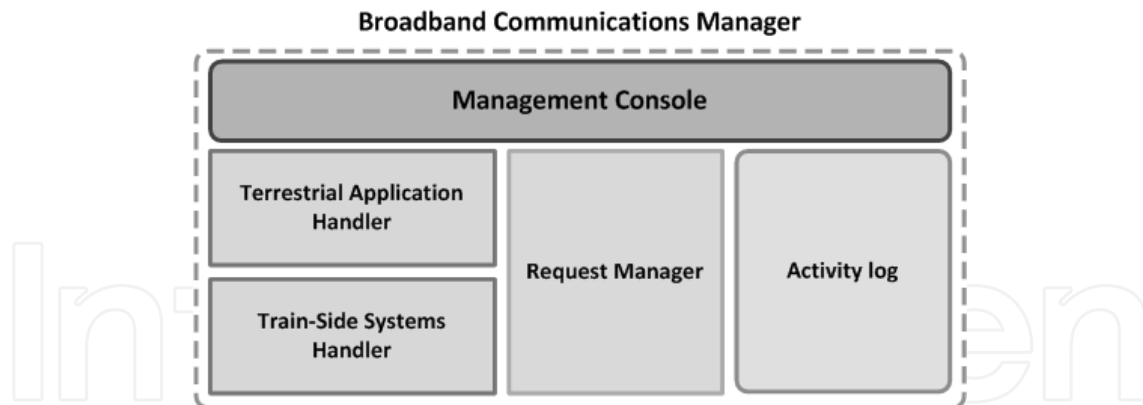 Broadband Communications Manager
Management Console
Terrestrial Application
Handler
Request Manager
Activity log
Train-Side Systems
Handler